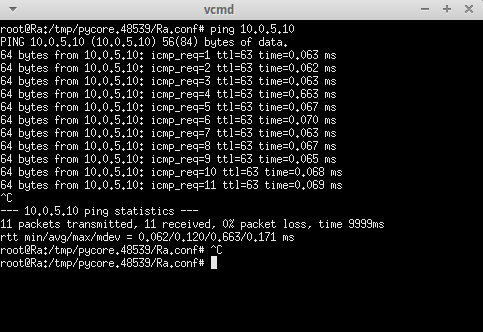 vcmd
root@Ra:/tmp/pycore.48539/Ra.conf# ping 10.0.5.10
PING 10.0.5.10 (10.0.5.10) 56(84) bytes of data.
64 bytes from 10.0.5.10: icmp_req=1 ttl=63 time=0.063 ms
64 bytes from 10.0.5.10: icmp_req=2 ttl=63 time=0.062 ms
64 bytes from 10.0.5.10: icmp_req=3 ttl=63 time=0.063 ms
64 bytes from 10.0.5.10: icmp_req=4 ttl=63 time=0.663 ms
64 bytes from 10.0.5.10: icmp_req=5 ttl=63 time=0.067 ms
64 bytes from 10.0.5.10: icmp_req=6 ttl=63 time=0.070 ms
64 bytes from 10.0.5.10: icmp_req=7 ttl=63 time=0.063 ms
64 bytes from 10.0.5.10: icmp_req=8 ttl=63 time=0.067 ms
64 bytes from 10.0.5.10: icmp_req=9 ttl=63 time=0.065 ms
64 bytes from 10.0.5.10: icmp_req=10 ttl=63 time=0.068 ms
64 bytes from 10.0.5.10: icmp_req=11 ttl=63 time=0.069 ms
^C
--- 10.0.5.10 ping statistics ---
11 packets transmitted, 11 received, 0% packet loss, time 9999ms
rtt min/avg/max/mdev = 0.062/0.120/0.663/0.171 ms
root@Ra:/tmp/pycore.48539/Ra.conf# ^C
root@Ra:/tmp/pycore.48539/Ra.conf#